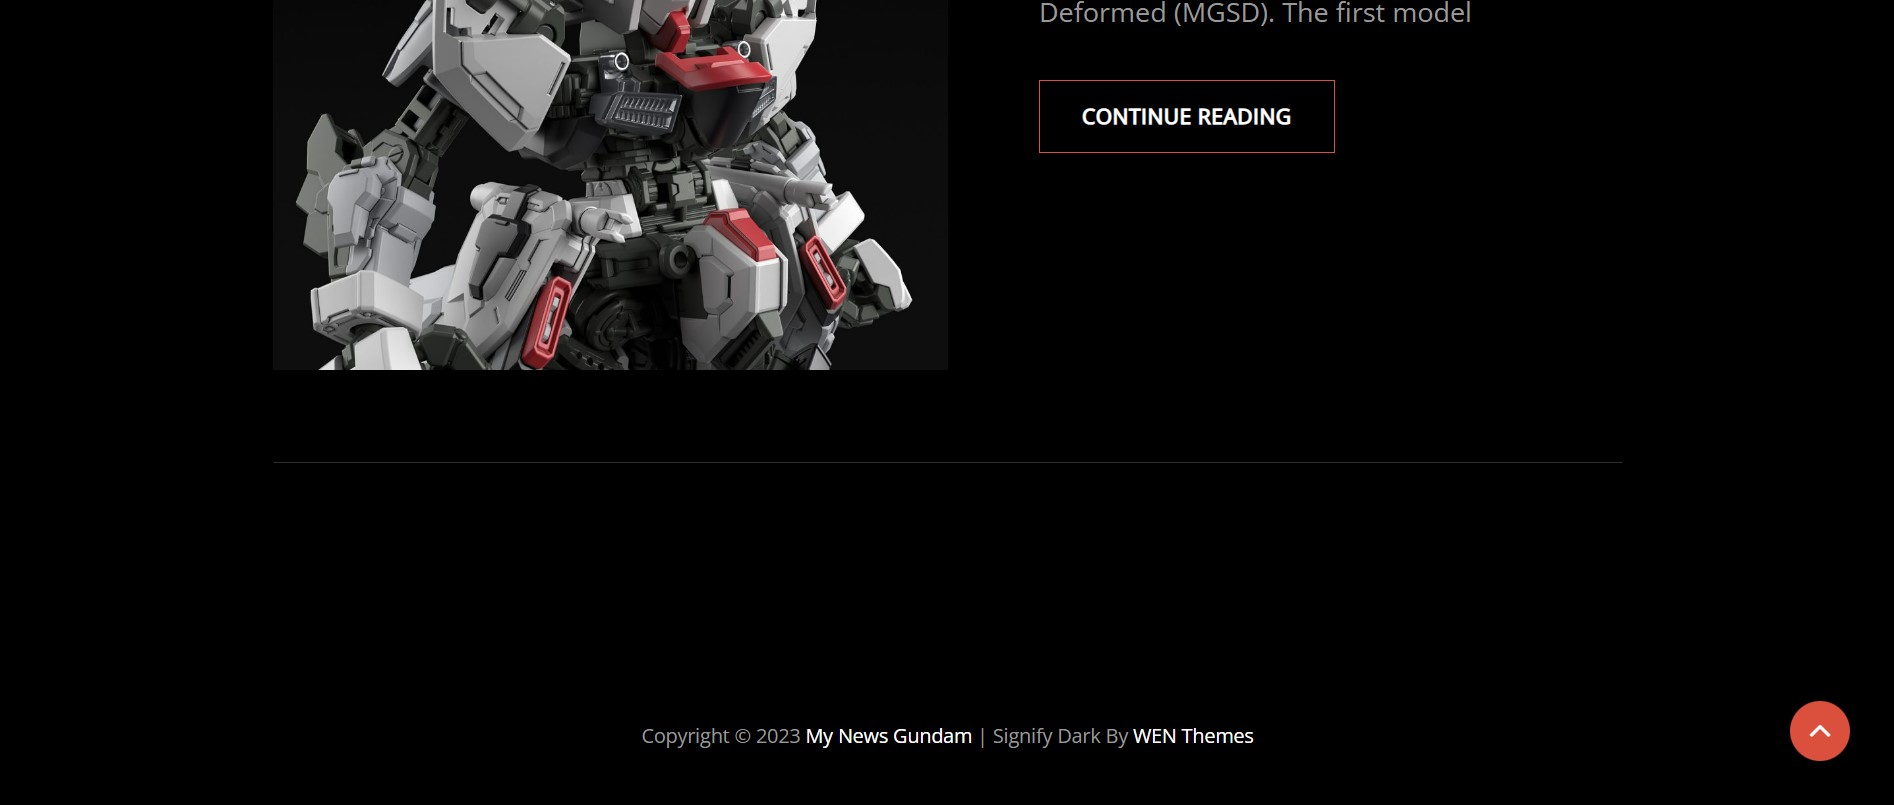 Deformed (MGSD). The first model
CONTINUE READING
Copyright © 2023 My News Gundam | Signify Dark By WEN Themes